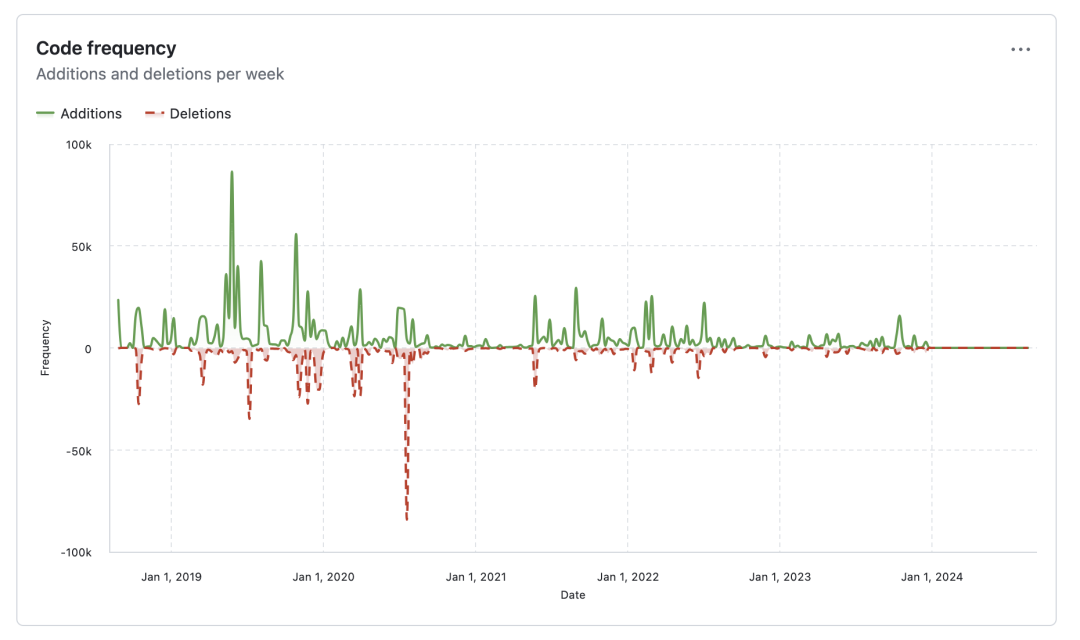 Code frequency
Additions and deletions per week
Additions Deletions
100k
50k
0
-50k
-100k
Frequency
Jan 1, 2019 Jan 1, 2020 Jan 1, 2021 Jan 1, 2022 Jan 1, 2023 Jan 1, 2024
Date